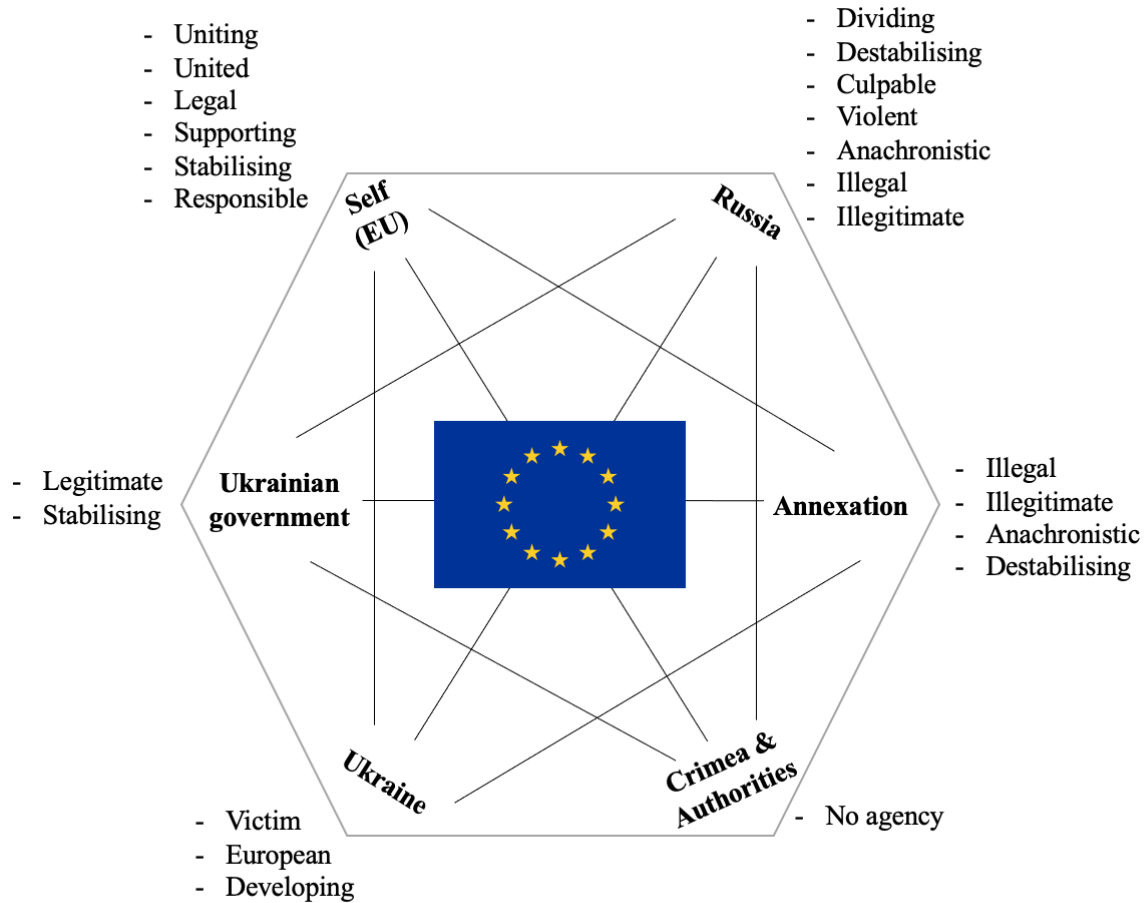 - Uniting
- United
- Legal
- Supporting
- Stabilising
- Responsible
- Dividing
- Destabilising
- Culpable
- Violent
- Anachronistic
- Illegal
- Illegitimate
Self
(EU)
Russia
- Legitimate
- Stabilising
Ukrainian
government
Annexation
- Illegal
- Illegitimate
- Anachronistic
- Destabilising
Ukraine
Crimea &
Authorities
- Victim
- European
- Developing
- No agency